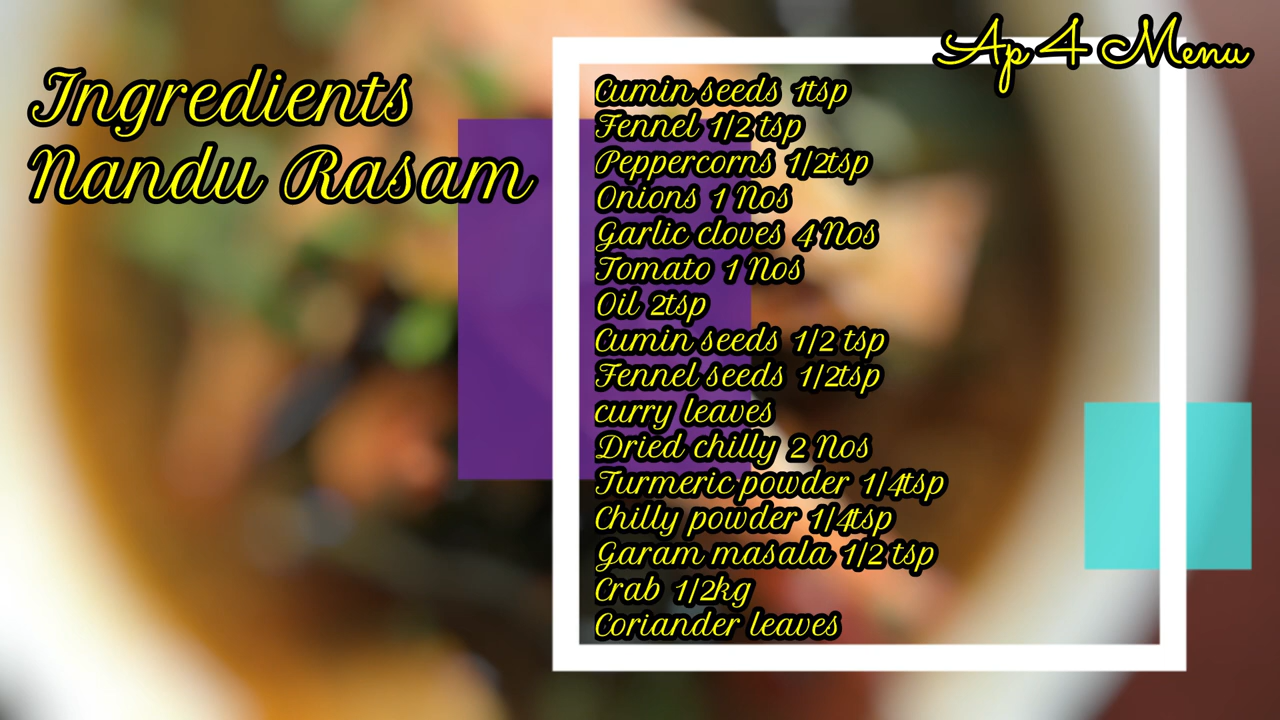 Ap 4 Menu
Ingredients
Nandu Rasam
Cumin seeds 1tsp
Fennel 1/2 tsp
Peppercorns 1/2tsp
Onions 1 Nos
Garlic cloves 4 Nos
Tomato 1 Nos
Oil 2tsp
Cumin seeds 1/2 tsp
Fennel seeds 1/2tsp
curry leaves
Dried chilly 2 Nos
Turmeric powder 1/4tsp
Chilly powder 1/4tsp
Garam masala 1/2 tsp
Crab 1/2kg
Coriander leaves